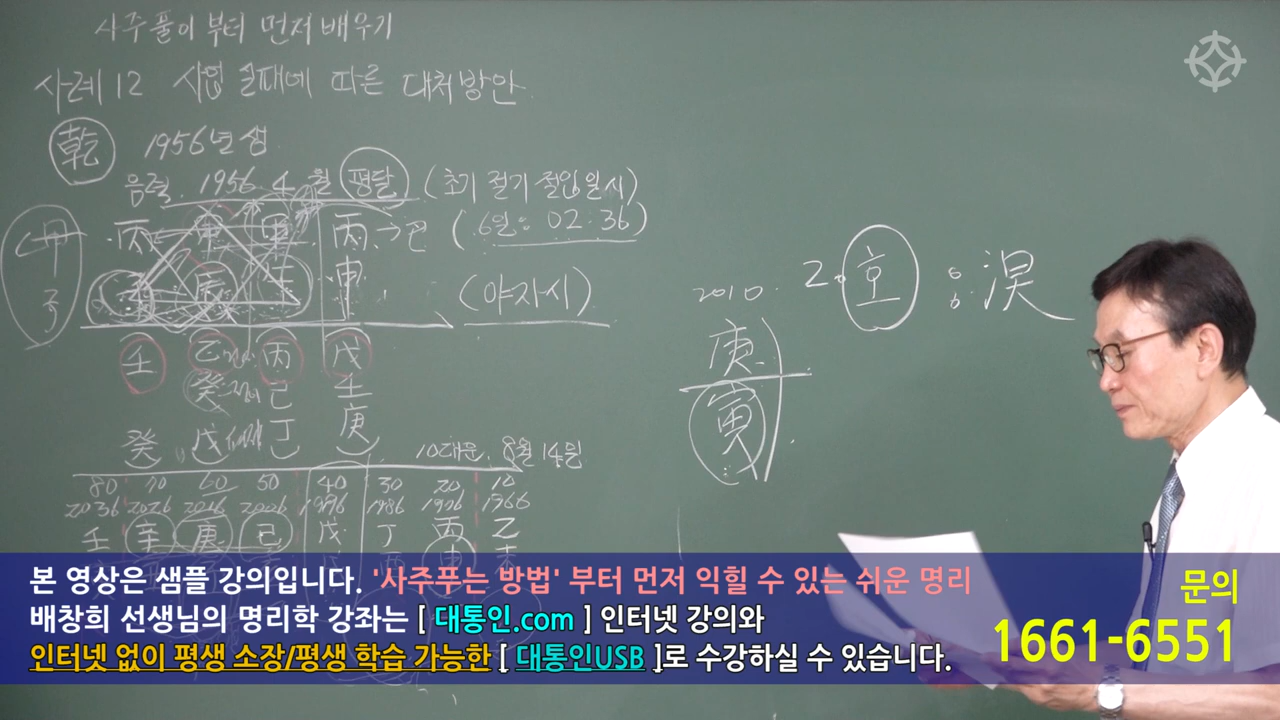 사주풀이부터 먼저배우기
사례12 사업 실패에 따른 대처방안
乾 1956년생
음력. 1956 4월 평달 (초기 절기 절입일시)
丙 甲 丙 → 巴 (6일: 02:36)
甲子 辰 午 申 (야자시)
壬 乙 丙 戊
癸 己 壬
癸 戊 丁 庚
10대운. 8월 14일
80 70 60 50 40 30 20 10
2036 2026 2016 2006 1996 1986 1976 1966
壬 辛 庚 己 戊 丁 丙 乙
2010. 2.
庚
寅
본 영상은 샘플 강의입니다. '사주푸는 방법' 부터 먼저 익힐 수 있는 쉬운 명리
배창희 선생님의 명리학 강좌는 [ 대통인.com ] 인터넷 강의와
인터넷 없이 평생 소장/평생 학습 가능한 [ 대통인USB ]로 수강하실 수 있습니다.
문의
1661-6551